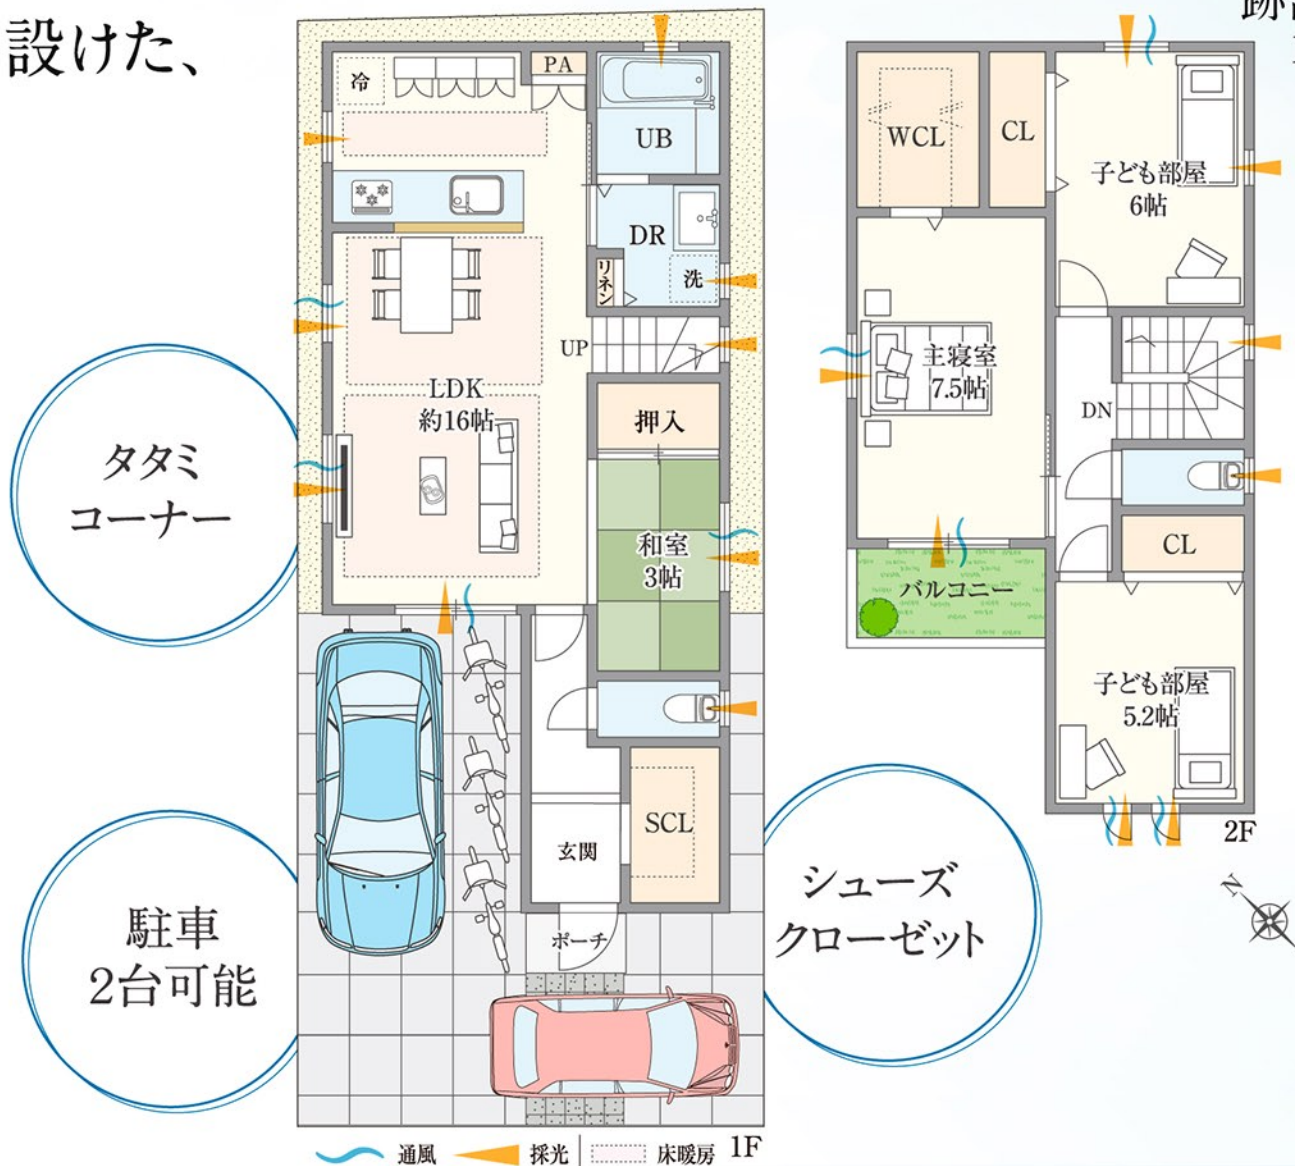 設けた、
タタミ
コーナー
駐車
2台可能
シューズ
クローゼット
冷
PA
UB
DR
リネン
洗
UP
LDK
約16帖
押入
和室
3帖
SCL
玄関
ポーチ
通風
採光
床暖房
1F
WCL
CL
子ども部屋
6帖
主寝室
7.5帖
DN
CL
バルコニー
子ども部屋
5.2帖
2F
N